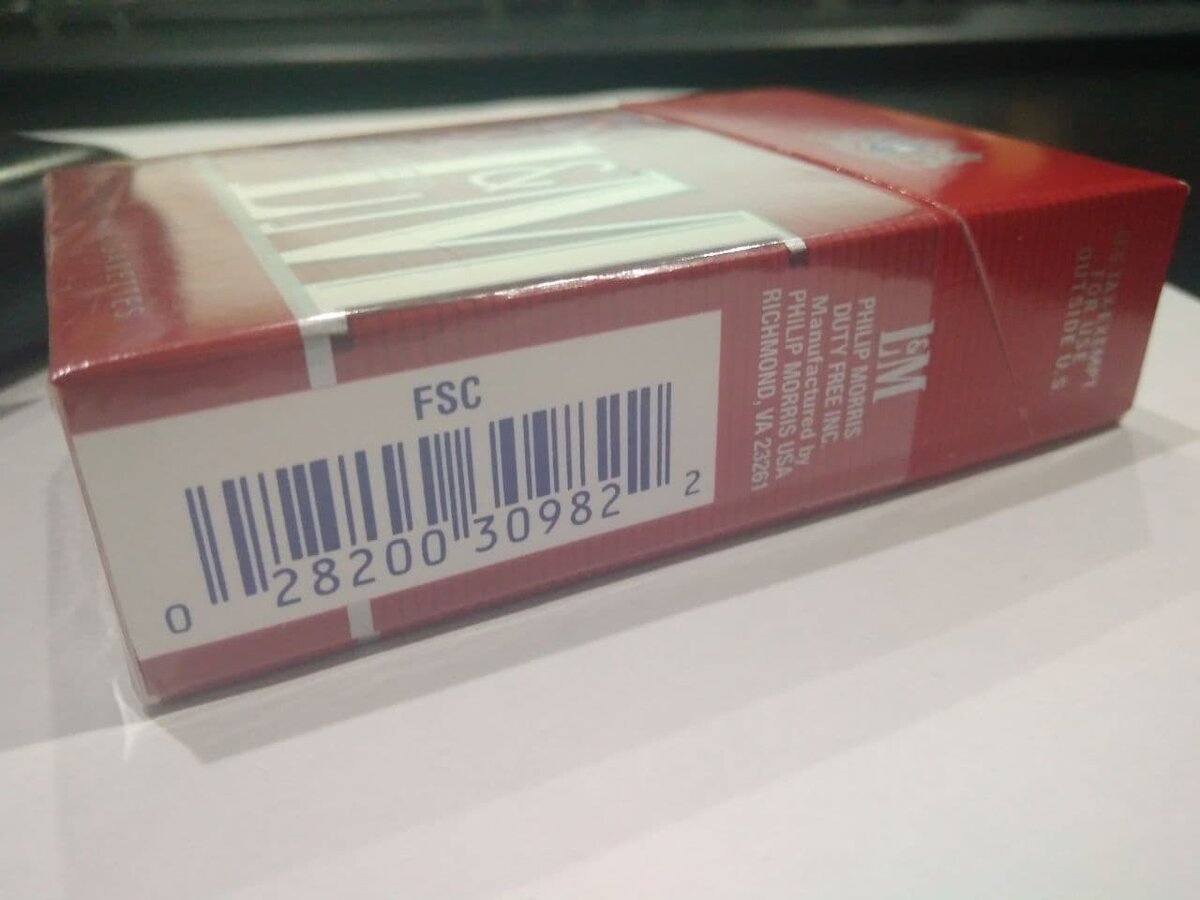 L&M
FSC
0 28200 30982 2
L&M
PHILIP MORRIS
DUTY FREE INC.
Manufactured by
PHILIP MORRIS USA
RICHMOND, VA 23261
US TAX-EXEMPT
FOR USE
OUTSIDE U.S